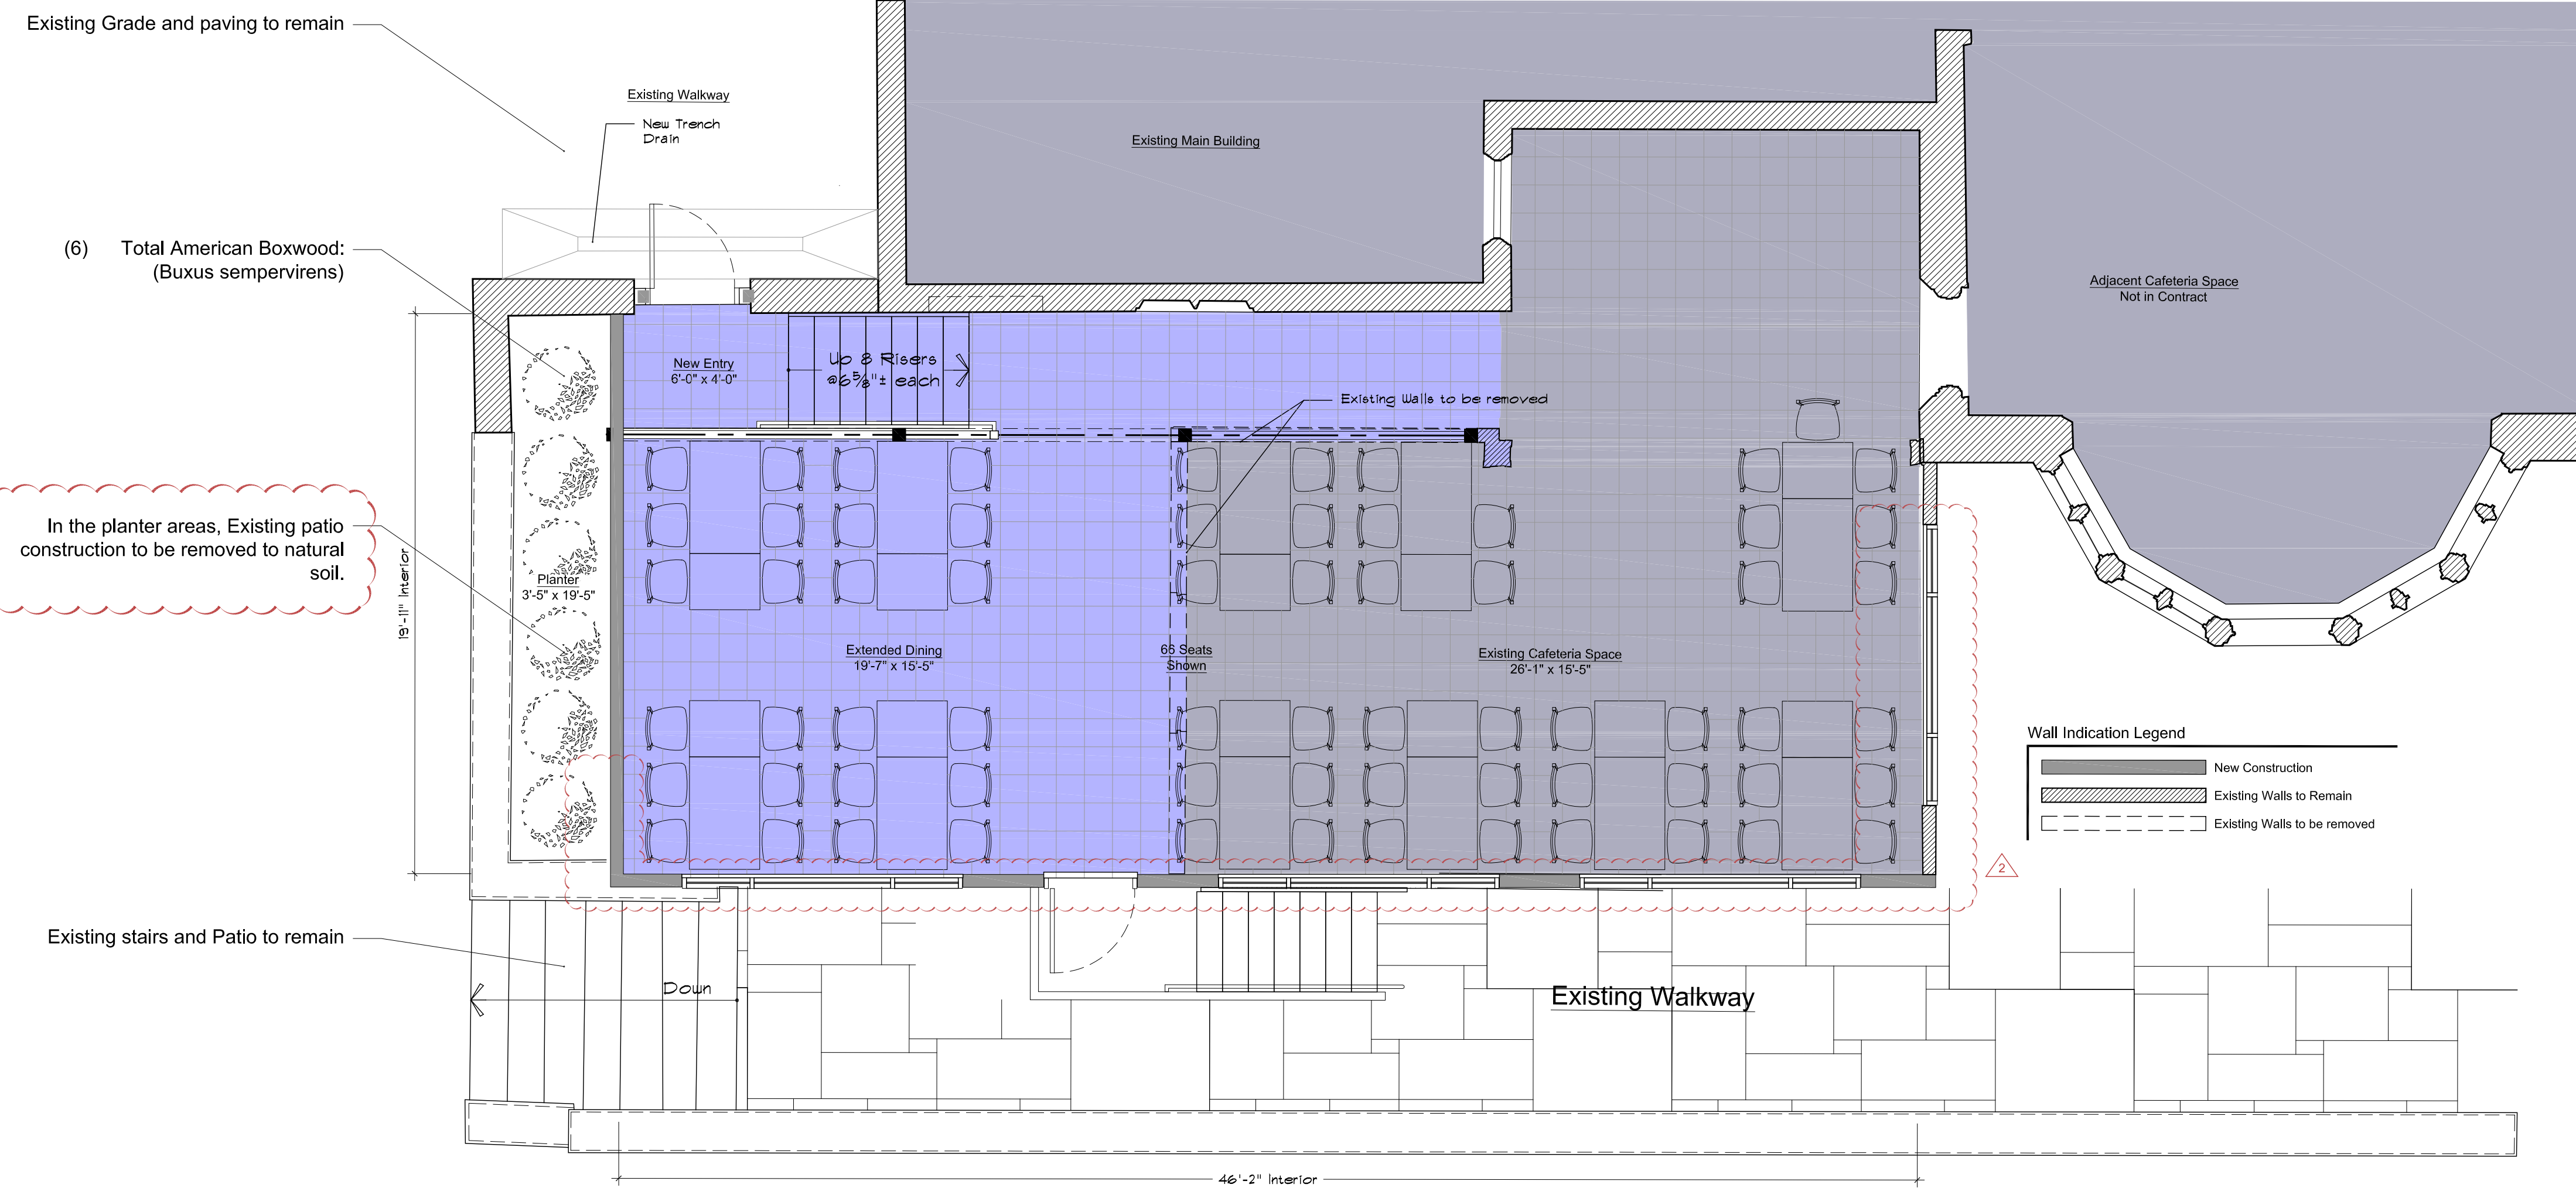 Existing Grade and paving to remain
Existing Walkway
New Trench
Drain
Existing Main Building
(6) Total American Boxwood:
(Buxus sempervirens)
Adjacent Cafeteria Space
Not in Contract
New Entry
6'-0" x 4'-0"
Up 8 Risers
@6⅝"± each
Existing Walls to be removed
In the planter areas, Existing patio
construction to be removed to natural
soil.
Planter
3'-5" x 19'-5"
19'-11" Interior
Extended Dining
19'-7" x 15'-5"
66 Seats
Shown
Existing Cafeteria Space
26'-1" x 15'-5"
Wall Indication Legend
New Construction
Existing Walls to Remain
Existing Walls to be removed
2
Existing stairs and Patio to remain
Down
Existing Walkway
46'-2" Interior